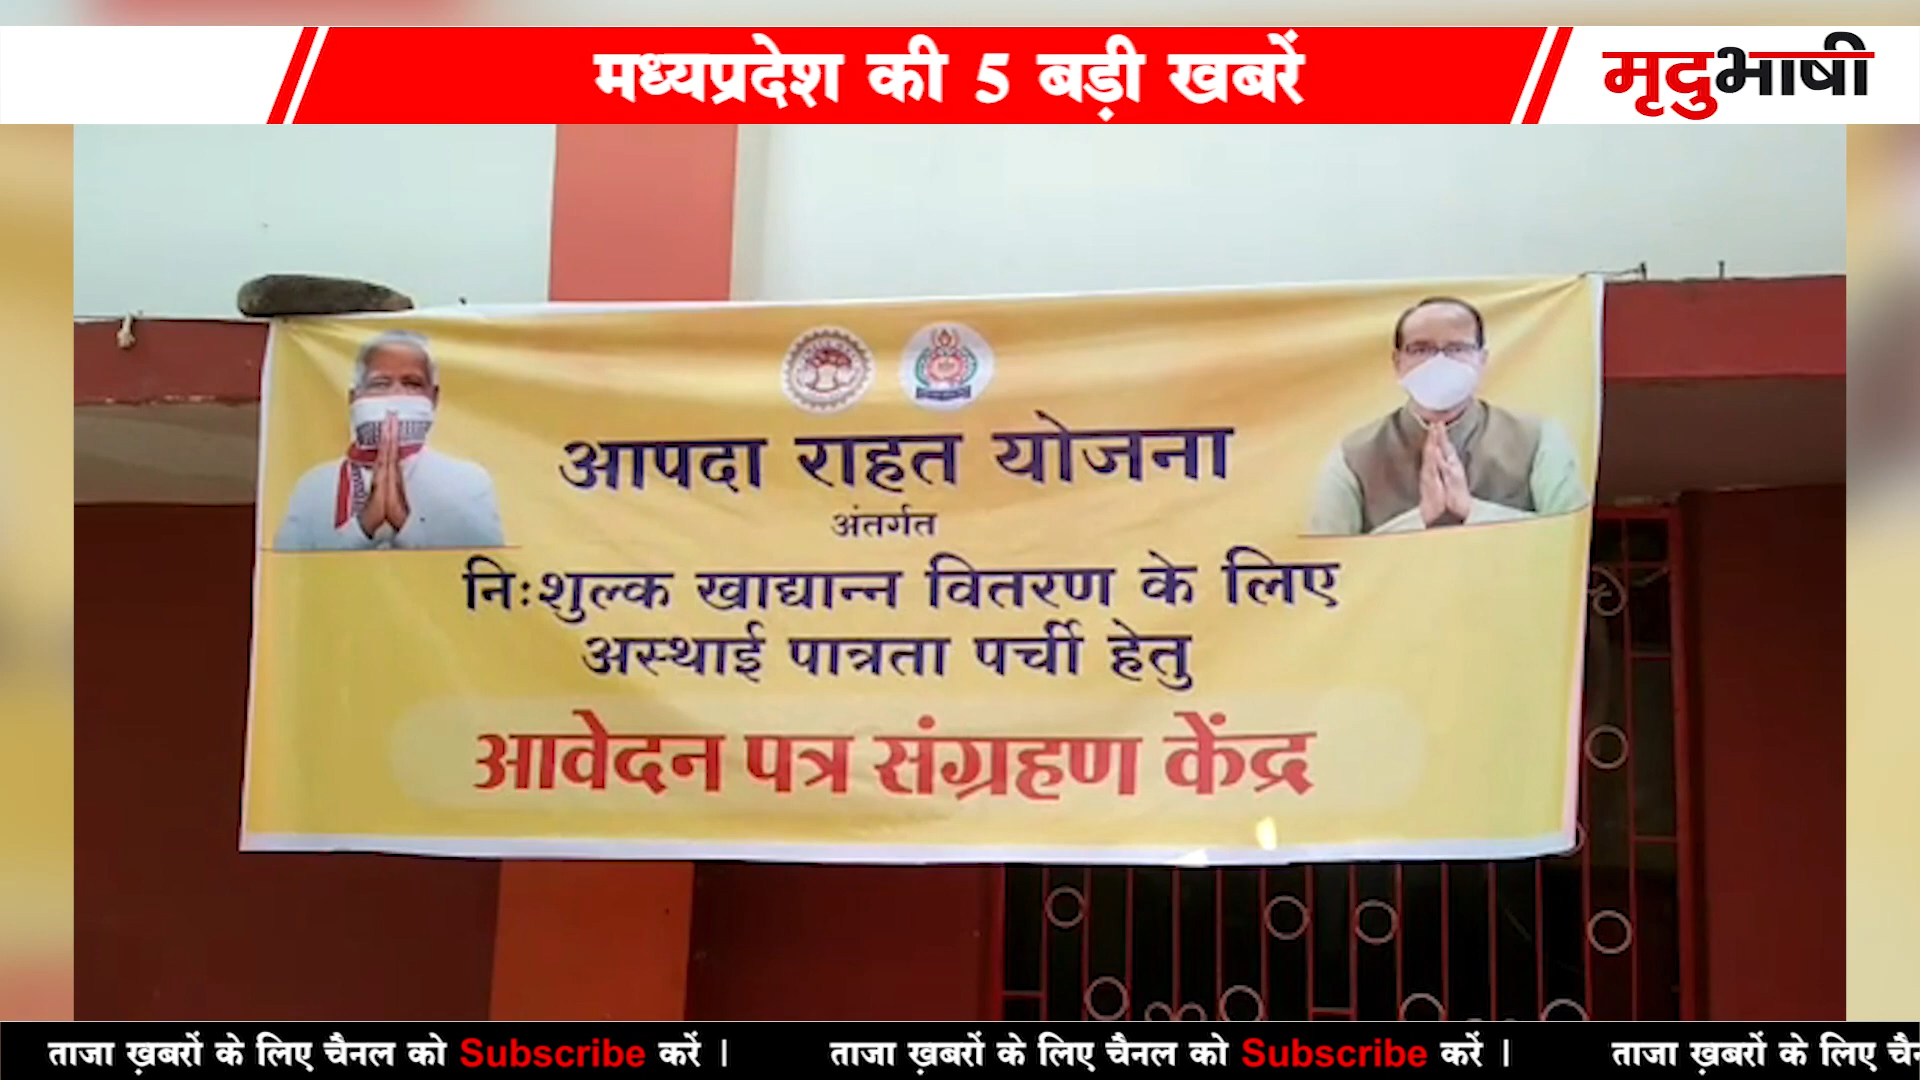 मध्यप्रदेश की 5 बड़ी खबरें
मृदुभाषी
आपदा राहत योजना
अंतर्गत
निःशुल्क खाद्यान्न वितरण के लिए
अस्थाई पात्रता पर्ची हेतु
आवेदन पत्र संग्रहण केंद्र
ताजा ख़बरों के लिए चैनल को Subscribe करें | ताजा ख़बरों के लिए चैनल को Subscribe करें | ताजा ख़बरों के लिए